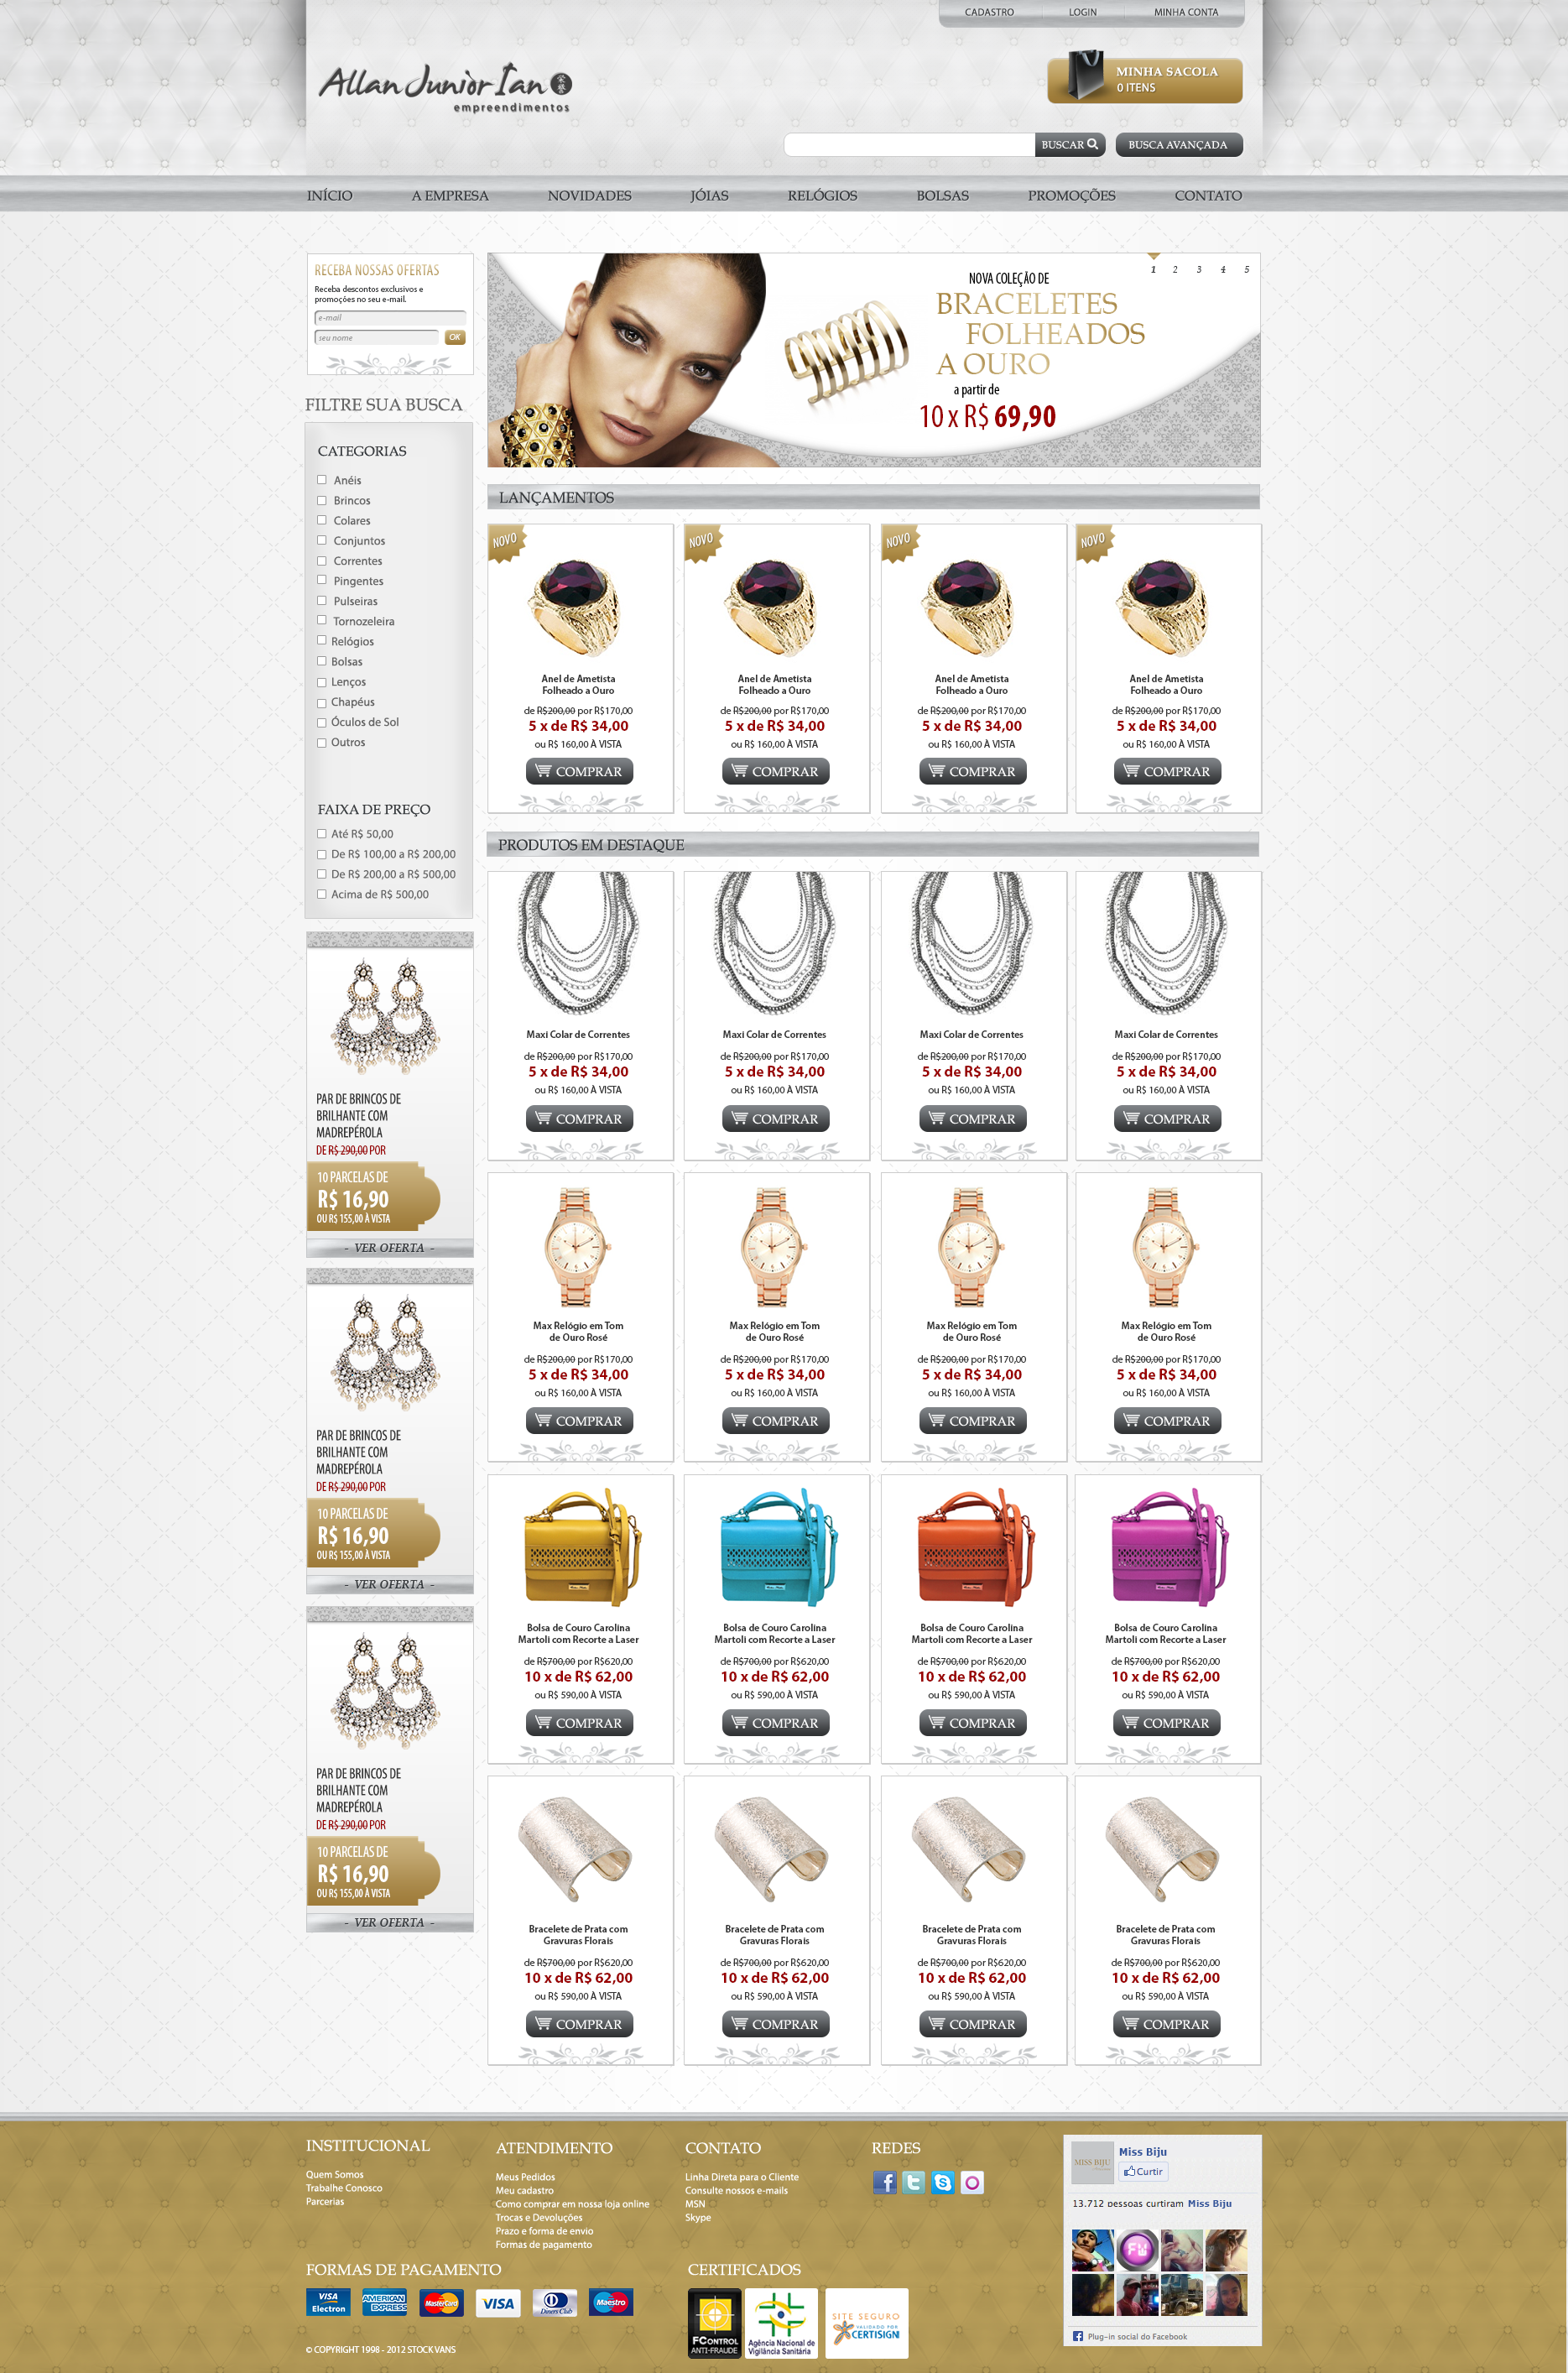 CADASTRO LOGIN MINHA CONTA
Allan Junior Ian
empreendimentos
MINHA SACOLA
0 ITENS
BUSCAR BUSCA AVANÇADA
INÍCIO A EMPRESA NOVIDADES JÓIAS RELÓGIOS BOLSAS PROMOÇÕES CONTATO
RECEBA NOSSAS OFERTAS
Receba descontos exclusivos e
promoções no seu e-mail.
e-mail
seu nome OK
NOVA COLEÇÃO DE
1 2 3 4 5
BRACELETES
FOLHEADOS
A OURO
a partir de
10 x R$ 69,90
FILTRE SUA BUSCA
CATEGORIAS
Anéis
Brincos
Colares
Conjuntos
Correntes
Pingentes
Pulseiras
Tornozeleira
Relógios
Bolsas
Lenços
Chapéus
Óculos de Sol
Outros
FAIXA DE PREÇO
Até R$ 50,00
De R$ 100,00 a R$ 200,00
De R$ 200,00 a R$ 500,00
Acima de R$ 500,00
PAR DE BRINCOS DE
BRILHANTE COM
MADREPÉROLA
DE R$ 290,00 POR
10 PARCELAS DE
R$ 16,90
OU R$ 155,00 À VISTA
- VER OFERTA -
PAR DE BRINCOS DE
BRILHANTE COM
MADREPÉROLA
DE R$ 290,00 POR
10 PARCELAS DE
R$ 16,90
OU R$ 155,00 À VISTA
- VER OFERTA -
PAR DE BRINCOS DE
BRILHANTE COM
MADREPÉROLA
DE R$ 290,00 POR
10 PARCELAS DE
R$ 16,90
OU R$ 155,00 À VISTA
- VER OFERTA -
LANÇAMENTOS
NOVO NOVO NOVO NOVO
Anel de Ametista Anel de Ametista Anel de Ametista Anel de Ametista
Folheado a Ouro Folheado a Ouro Folheado a Ouro Folheado a Ouro
de R$200,00 por R$170,00 de R$200,00 por R$170,00 de R$200,00 por R$170,00 de R$200,00 por R$170,00
5 x de R$ 34,00 5 x de R$ 34,00 5 x de R$ 34,00 5 x de R$ 34,00
ou R$ 160,00 À VISTA ou R$ 160,00 À VISTA ou R$ 160,00 À VISTA ou R$ 160,00 À VISTA
COMPRAR COMPRAR COMPRAR COMPRAR
PRODUTOS EM DESTAQUE
Maxi Colar de Correntes Maxi Colar de Correntes Maxi Colar de Correntes Maxi Colar de Correntes
de R$200,00 por R$170,00 de R$200,00 por R$170,00 de R$200,00 por R$170,00 de R$200,00 por R$170,00
5 x de R$ 34,00 5 x de R$ 34,00 5 x de R$ 34,00 5 x de R$ 34,00
ou R$ 160,00 À VISTA ou R$ 160,00 À VISTA ou R$ 160,00 À VISTA ou R$ 160,00 À VISTA
COMPRAR COMPRAR COMPRAR COMPRAR
Max Relógio em Tom Max Relógio em Tom Max Relógio em Tom Max Relógio em Tom
de Ouro Rosé de Ouro Rosé de Ouro Rosé de Ouro Rosé
de R$200,00 por R$170,00 de R$200,00 por R$170,00 de R$200,00 por R$170,00 de R$200,00 por R$170,00
5 x de R$ 34,00 5 x de R$ 34,00 5 x de R$ 34,00 5 x de R$ 34,00
ou R$ 160,00 À VISTA ou R$ 160,00 À VISTA ou R$ 160,00 À VISTA ou R$ 160,00 À VISTA
COMPRAR COMPRAR COMPRAR COMPRAR
Bolsa de Couro Carolina Bolsa de Couro Carolina Bolsa de Couro Carolina Bolsa de Couro Carolina
Martoli com Recorte a Laser Martoli com Recorte a Laser Martoli com Recorte a Laser Martoli com Recorte a Laser
de R$700,00 por R$620,00 de R$700,00 por R$620,00 de R$700,00 por R$620,00 de R$700,00 por R$620,00
10 x de R$ 62,00 10 x de R$ 62,00 10 x de R$ 62,00 10 x de R$ 62,00
ou R$ 590,00 À VISTA ou R$ 590,00 À VISTA ou R$ 590,00 À VISTA ou R$ 590,00 À VISTA
COMPRAR COMPRAR COMPRAR COMPRAR
Bracelete de Prata com Bracelete de Prata com Bracelete de Prata com Bracelete de Prata com
Gravuras Florais Gravuras Florais Gravuras Florais Gravuras Florais
de R$700,00 por R$620,00 de R$700,00 por R$620,00 de R$700,00 por R$620,00 de R$700,00 por R$620,00
10 x de R$ 62,00 10 x de R$ 62,00 10 x de R$ 62,00 10 x de R$ 62,00
ou R$ 590,00 À VISTA ou R$ 590,00 À VISTA ou R$ 590,00 À VISTA ou R$ 590,00 À VISTA
COMPRAR COMPRAR COMPRAR COMPRAR
INSTITUCIONAL
Quem Somos
Trabalhe Conosco
Parcerias
ATENDIMENTO
Meus Pedidos
Meu cadastro
Como comprar em nossa loja online
Trocas e Devoluções
Prazo e forma de envio
Formas de pagamento
CONTATO
Linha Direta para o Cliente
Consulte nossos e-mails
MSN
Skype
REDES
MISS BIJU
Miss Biju
Curtir
13.712 pessoas curtiram Miss Biju
Plug-in social do Facebook
FORMAS DE PAGAMENTO
VISA Electron
AMERICAN EXPRESS
MasterCard
VISA
Diners Club
Maestro
CERTIFICADOS
FCONTROL
ANTI-FRAUDE
Agência Nacional de
Vigilância Sanitária
SITE SEGURO
VALIDADO POR
CERTISIGN
© COPYRIGHT 1998 - 2012 STOCK VANS